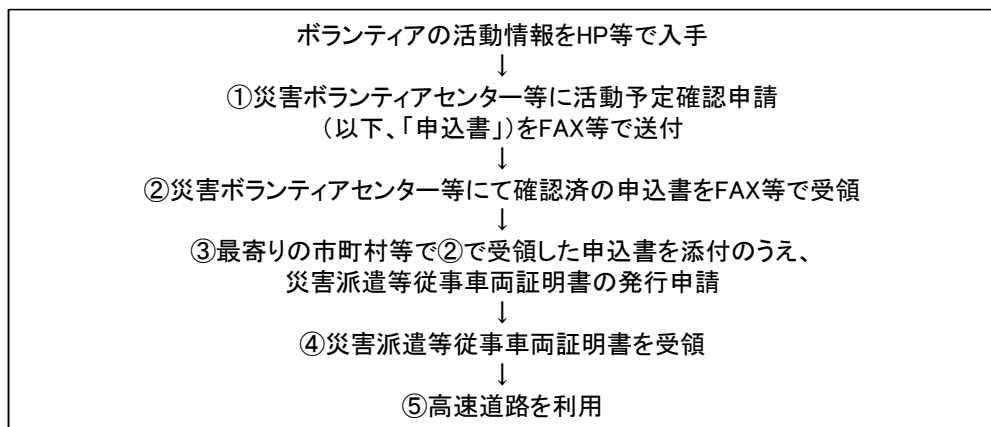 ボランティアの活動情報をHP等で入手
↓
①災害ボランティアセンター等に活動予定確認申請
(以下、「申込書」)をFAX等で送付
↓
②災害ボランティアセンター等にて確認済の申込書をFAX等で受領
↓
③最寄りの市町村等で②で受領した申込書を添付のうえ、
災害派遣等従事車両証明書の発行申請
↓
④災害派遣等従事車両証明書を受領
↓
⑤高速道路を利用